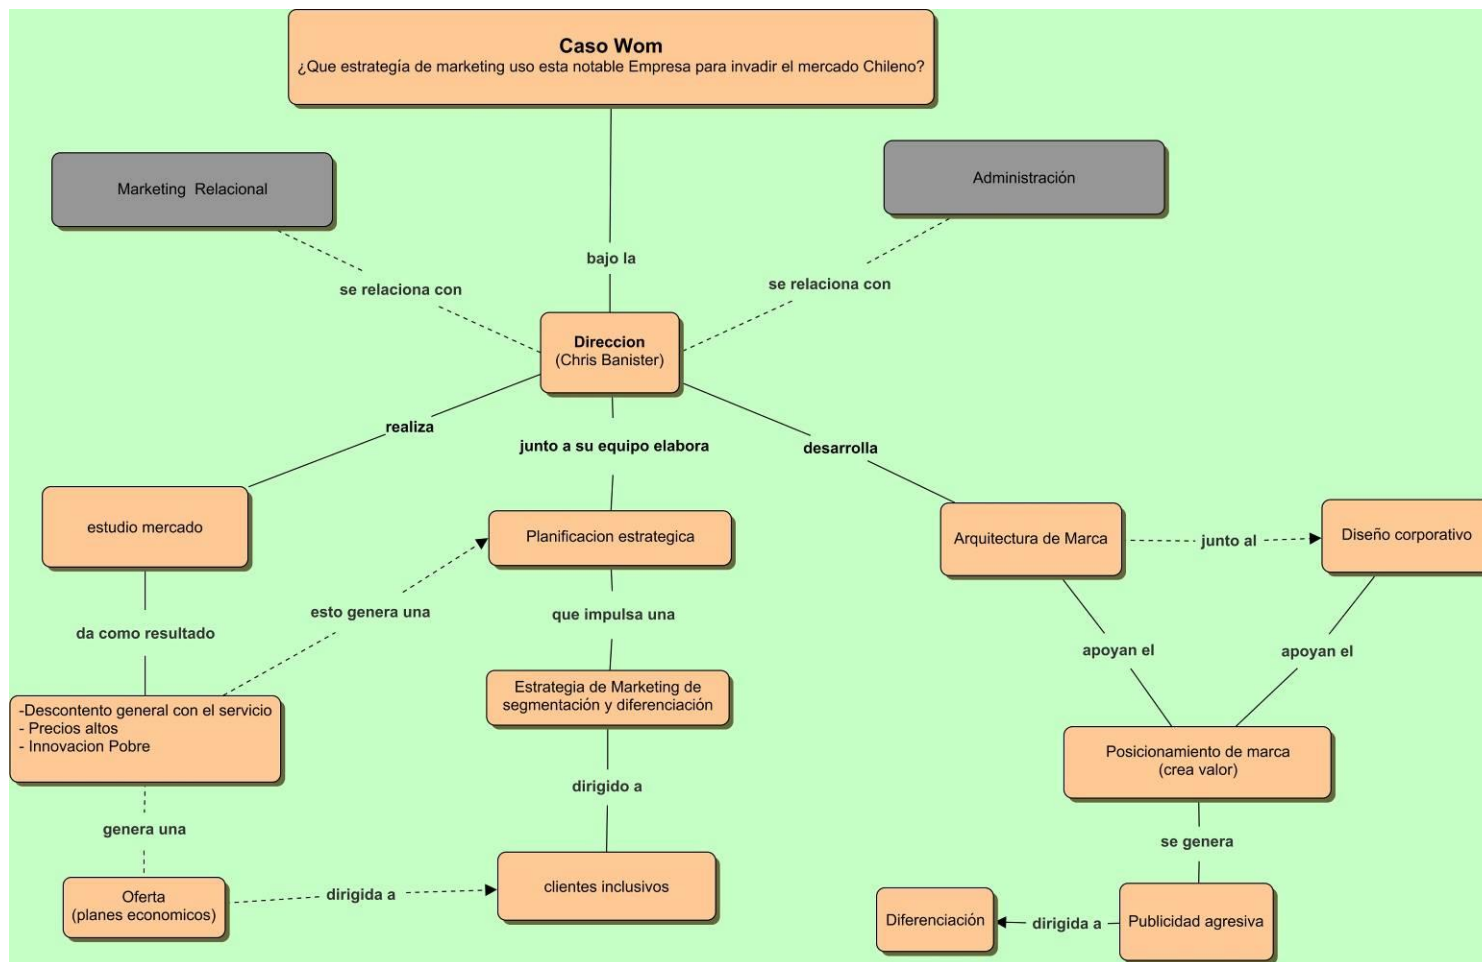 Caso Wom
¿Que estrategía de marketing uso esta notable Empresa para invadir el mercado Chileno?
Marketing Relacional
Administración
bajo la
se relaciona con
se relaciona con
Direccion
(Chris Banister)
realiza
junto a su equipo elabora
desarrolla
estudio mercado
Planificacion estrategica
Arquitectura de Marca
junto al
Diseño corporativo
da como resultado
esto genera una
que impulsa una
apoyan el
apoyan el
-Descontento general con el servicio
- Precios altos
- Innovacion Pobre
Estrategia de Marketing de
segmentación y diferenciación
Posicionamiento de marca
(crea valor)
genera una
dirigido a
se genera
Oferta
(planes economicos)
dirigida a
clientes inclusivos
Diferenciación
dirigida a
Publicidad agresiva